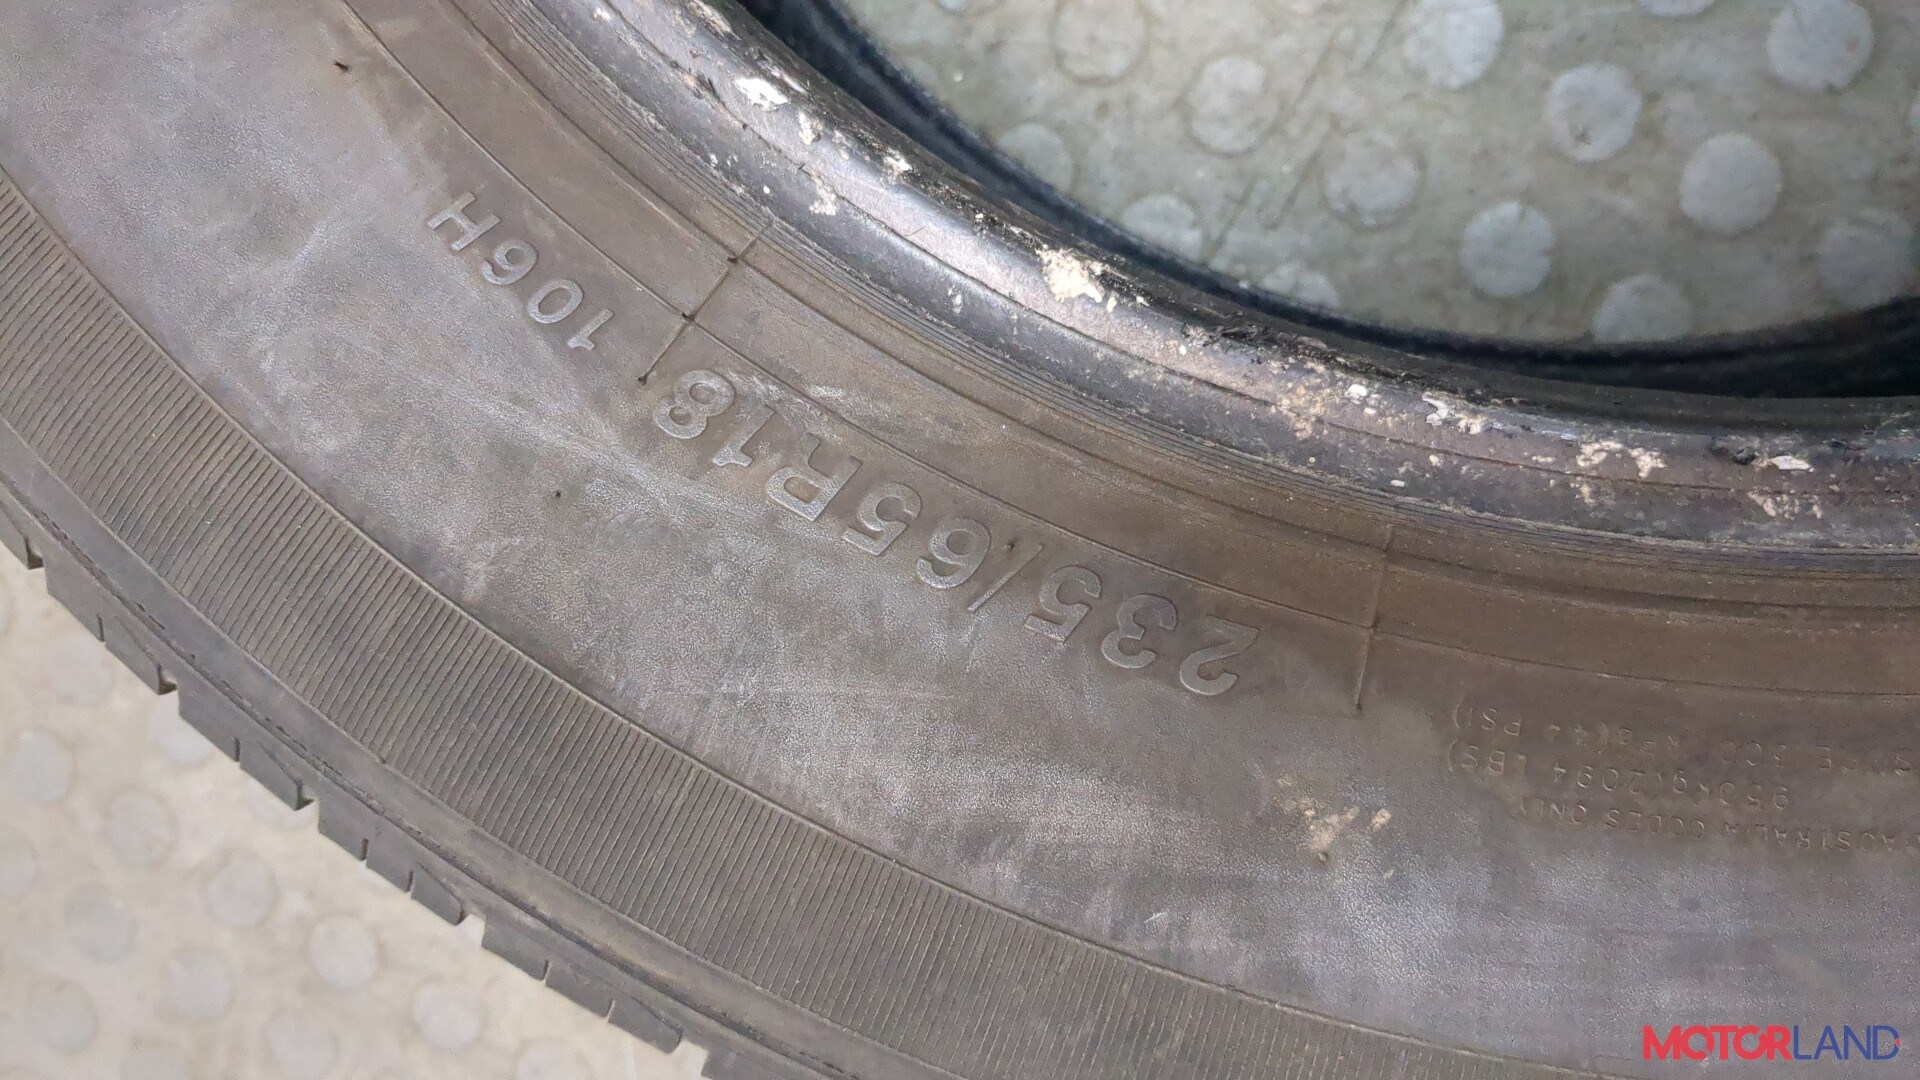 235/65R18 106H
300 kPa(44 PSI)
950kg(2094 LBS)
AUSTRALIA CODES ONLY
MOTORLAND